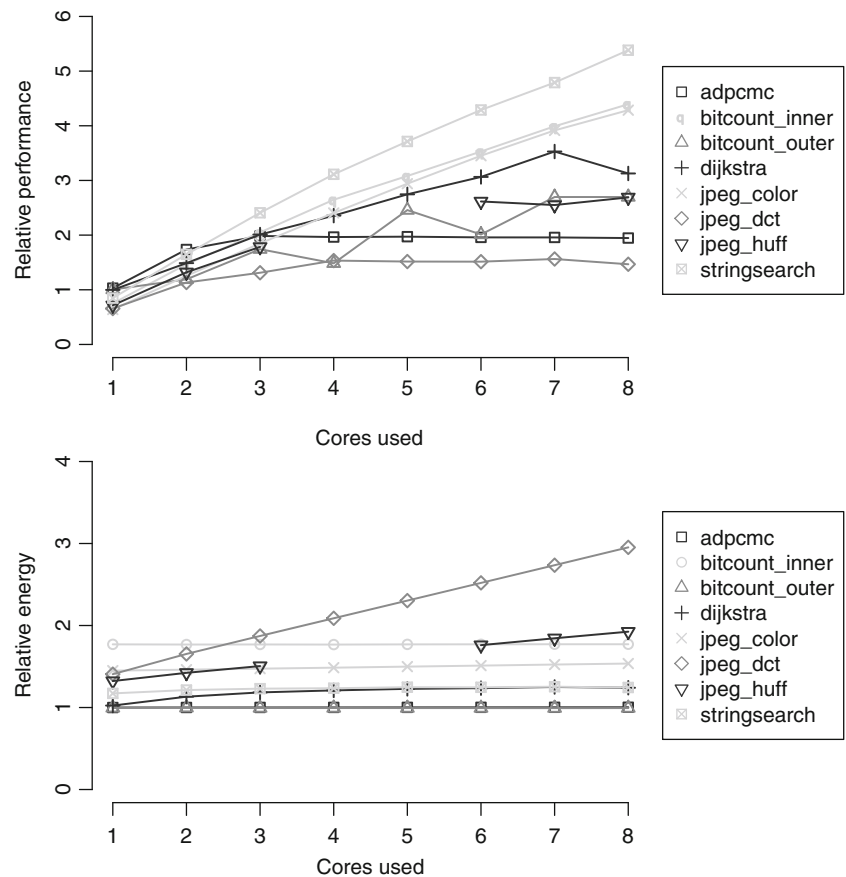 6
5
4
3
2
1
0
Relative performance
1 2 3 4 5 6 7 8
Cores used
adpcmc
bitcount_inner
bitcount_outer
dijkstra
jpeg_color
jpeg_dct
jpeg_huff
stringsearch
4
3
2
1
0
Relative energy
1 2 3 4 5 6 7 8
Cores used
adpcmc
bitcount_inner
bitcount_outer
dijkstra
jpeg_color
jpeg_dct
jpeg_huff
stringsearch